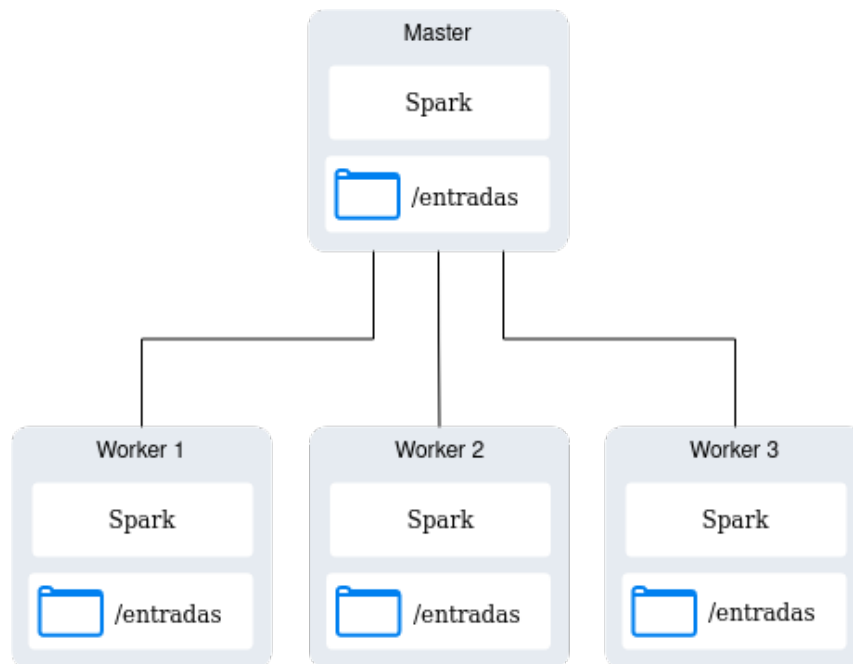 Master
Spark
/entradas
Worker 1
Spark
/entradas
Worker 2
Spark
/entradas
Worker 3
Spark
/entradas